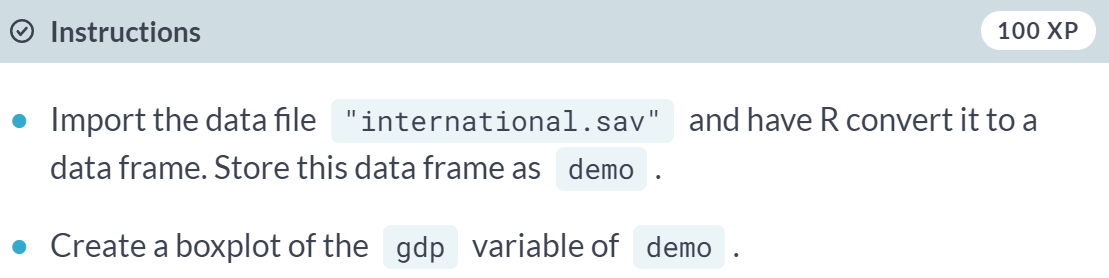 Instructions 100 XP
Import the data file "international.sav" and have R convert it to a
data frame. Store this data frame as demo .
Create a boxplot of the gdp variable of demo .